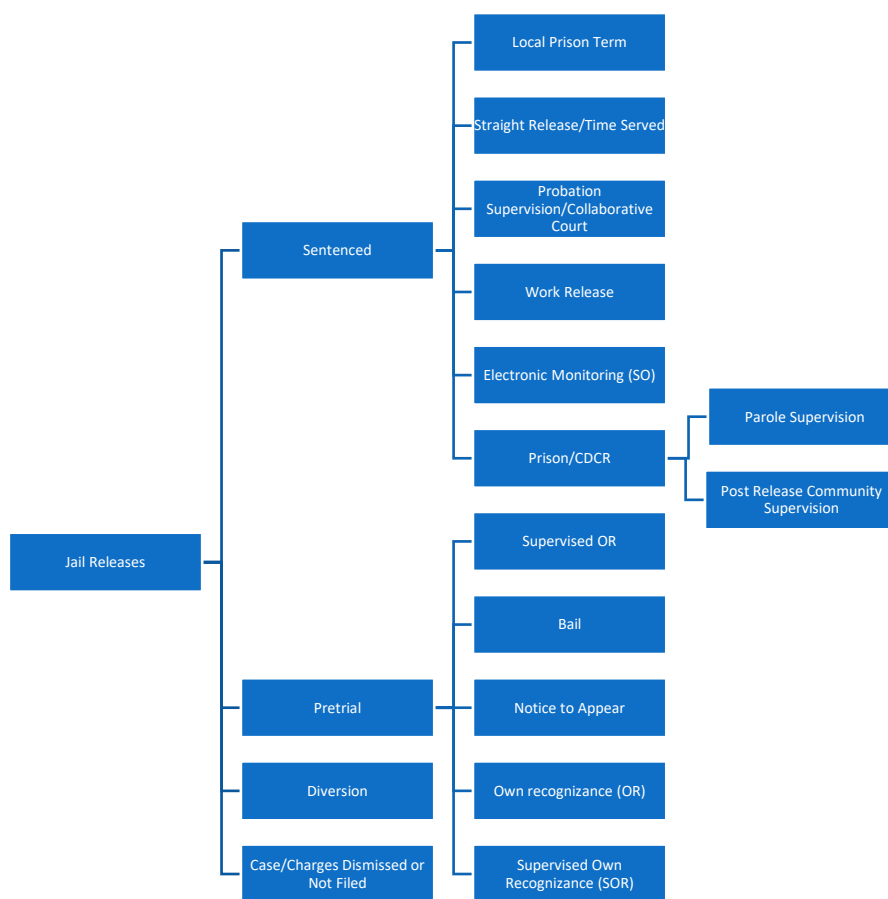 Local Prison Term
Straight Release/Time Served
Probation
Supervision/Collaborative
Court
Sentenced
Work Release
Electronic Monitoring (SO)
Parole Supervision
Prison/CDCR
Post Release Community
Supervision
Jail Releases
Supervised OR
Bail
Pretrial
Notice to Appear
Diversion
Own recognizance (OR)
Case/Charges Dismissed or
Not Filed
Supervised Own
Recognizance (SOR)